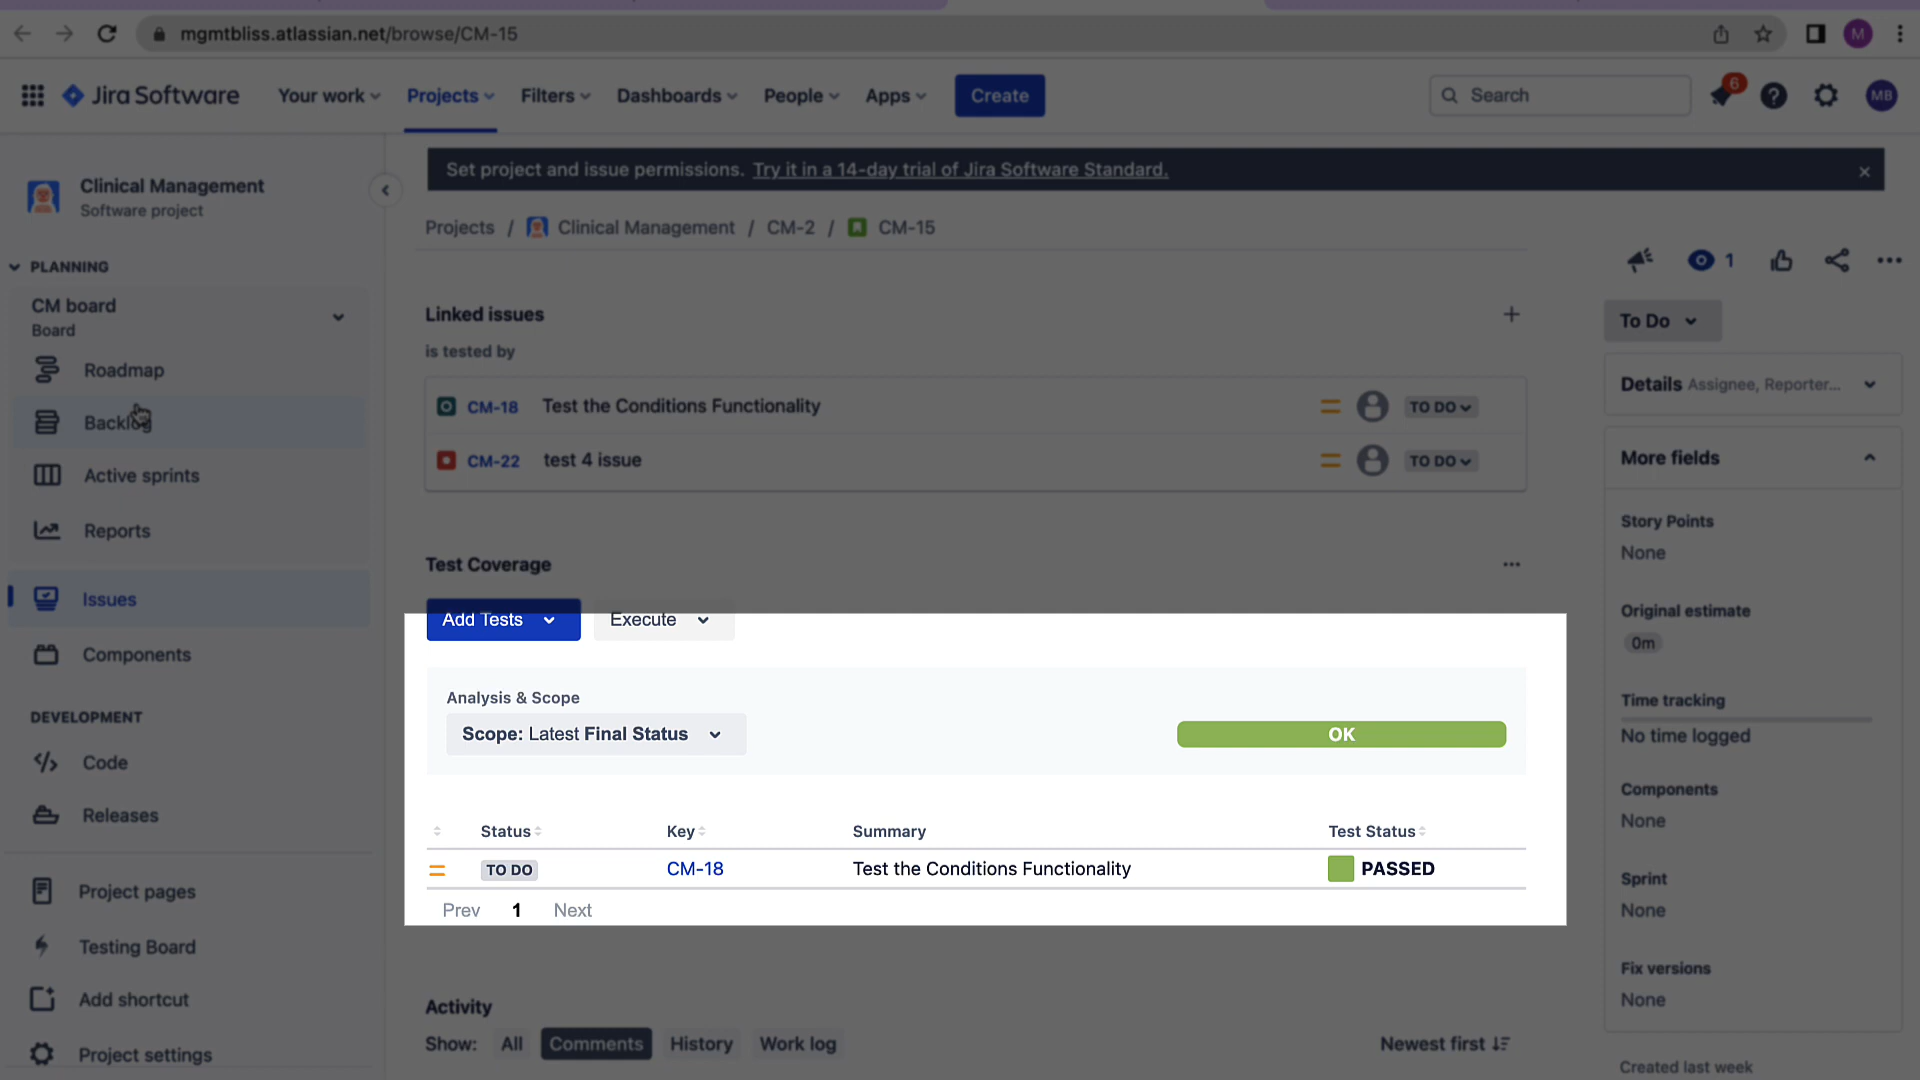 mgmtbliss.atlassian.net/browse/CM-15
M
Jira Software Your work Projects Filters Dashboards People Apps Create Search 6 ? MB
Clinical Management
Software project
PLANNING
CM board
Board
Roadmap
Backlog
Active sprints
Reports
Issues
Components
DEVELOPMENT
Code
Releases
Project pages
Testing Board
Add shortcut
Project settings
Set project and issue permissions. Try it in a 14-day trial of Jira Software Standard.
Projects / Clinical Management / CM-2 / CM-15
Linked issues
is tested by
CM-18 Test the Conditions Functionality TO DO
CM-22 test 4 issue TO DO
Test Coverage
Add Tests Execute
Analysis & Scope
Scope: Latest Final Status
OK
Status Key Summary Test Status
TO DO CM-18 Test the Conditions Functionality PASSED
Prev 1 Next
Activity
Show: All Comments History Work log Newest first
1
To Do
Details Assignee, Reporter...
More fields
Story Points
None
Original estimate
0m
Time tracking
No time logged
Components
None
Sprint
None
Fix versions
None
Created last week